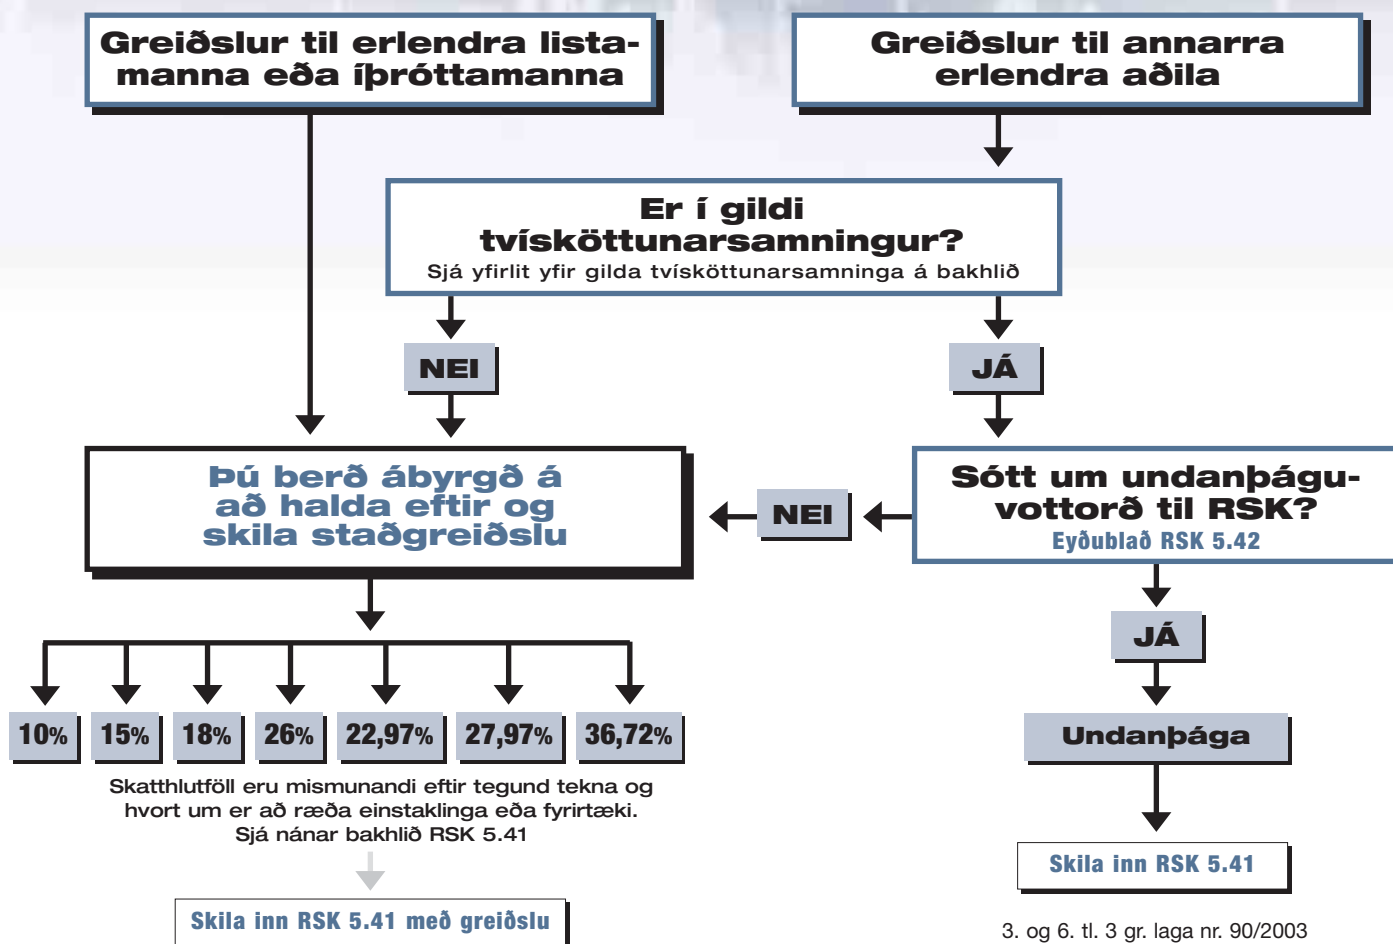 Greiðslur til erlendra lista-
manna eða íþróttamanna
Greiðslur til annarra
erlendra aðila
Er í gildi
tvísköttunarsamningur?
Sjá yfirlit yfir gilda tvísköttunarsamninga á bakhlið
NEI
JÁ
Þú berð ábyrgð á
að halda eftir og
skila staðgreiðslu
NEI
Sótt um undanþágu-
vottorð til RSK?
Eyðublað RSK 5.42
JÁ
10%
15%
18%
26%
22,97%
27,97%
36,72%
Undanþága
Skatthlutföll eru mismunandi eftir tegund tekna og
hvort um er að ræða einstaklinga eða fyrirtæki.
Sjá nánar bakhlið RSK 5.41
Skila inn RSK 5.41
Skila inn RSK 5.41 með greiðslu
3. og 6. tl. 3 gr. laga nr. 90/2003